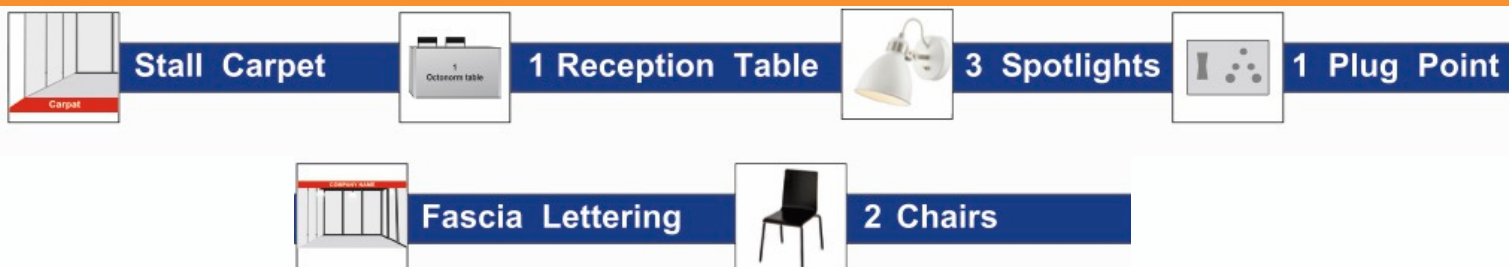 Carpat
Stall Carpet
1
Octonorm table
1 Reception Table
3 Spotlights
1 Plug Point
COMPANY NAME
Fascia Lettering
2 Chairs